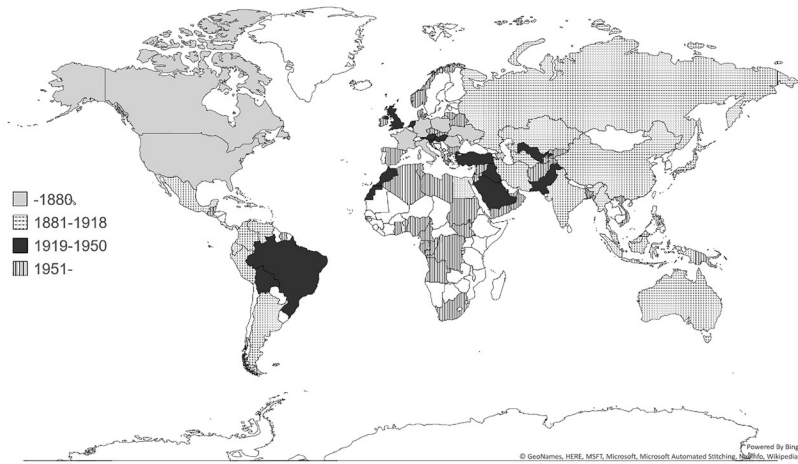 -1880
1881-1918
1919-1950
1951-
Powered By Bing
© GeoNames, HERE, MSFT, Microsoft, Microsoft Automated Stitching, Wikipedia